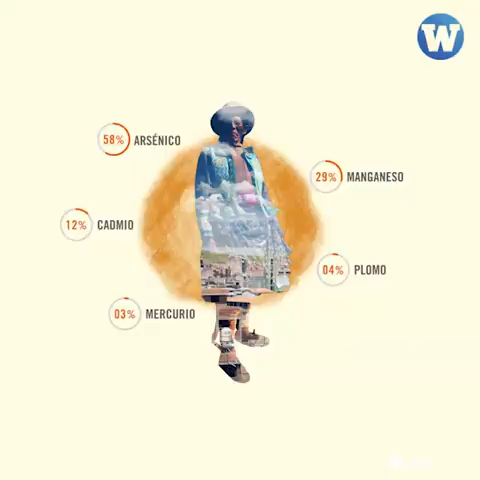 W
58% ARSÉNICO
29% MANGANESO
12% CADMIO
04% PLOMO
03% MERCURIO